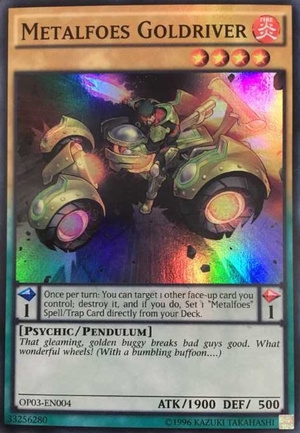 METALFOES GOLDRIVER
FIRE
炎
Once per turn: You can target 1 other face-up card you
control; destroy it, and if you do, Set 1 "Metalfoes"
Spell/Trap Card directly from your Deck.
1
1
[PSYCHIC/PENDULUM]
That gleaming, golden buggy breaks bad guys good. What
wonderful wheels! (With a bumbling buffoon....)
OP03-EN004
ATK/1900 DEF/ 500
33256280
©1996 KAZUKI TAKAHASHI